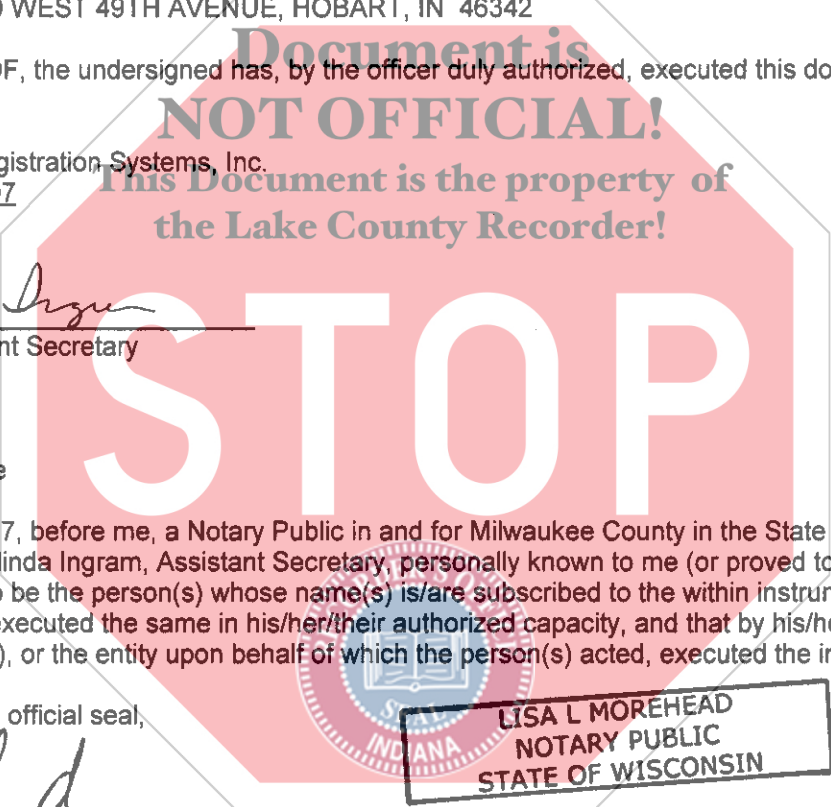 WEST 49TH AVENUE, HOBART, IN 46342
Document is
OF, the undersigned has, by the officer duly authorized, executed this do
NOT OFFICIAL!
gistration Systems, Inc.
This Document is the property of
7
the Lake County Recorder!
nt Secretary
STOP
e
7, before me, a Notary Public in and for Milwaukee County in the State
linda Ingram, Assistant Secretary, personally known to me (or proved to
o be the person(s) whose name(s) is/are subscribed to the within instrum
executed the same in his/her/their authorized capacity, and that by his/he
), or the entity upon behalf of which the person(s) acted, executed the in
official seal,
SEAL
INDIANA
LISA L MOREHEAD
NOTARY PUBLIC
STATE OF WISCONSIN